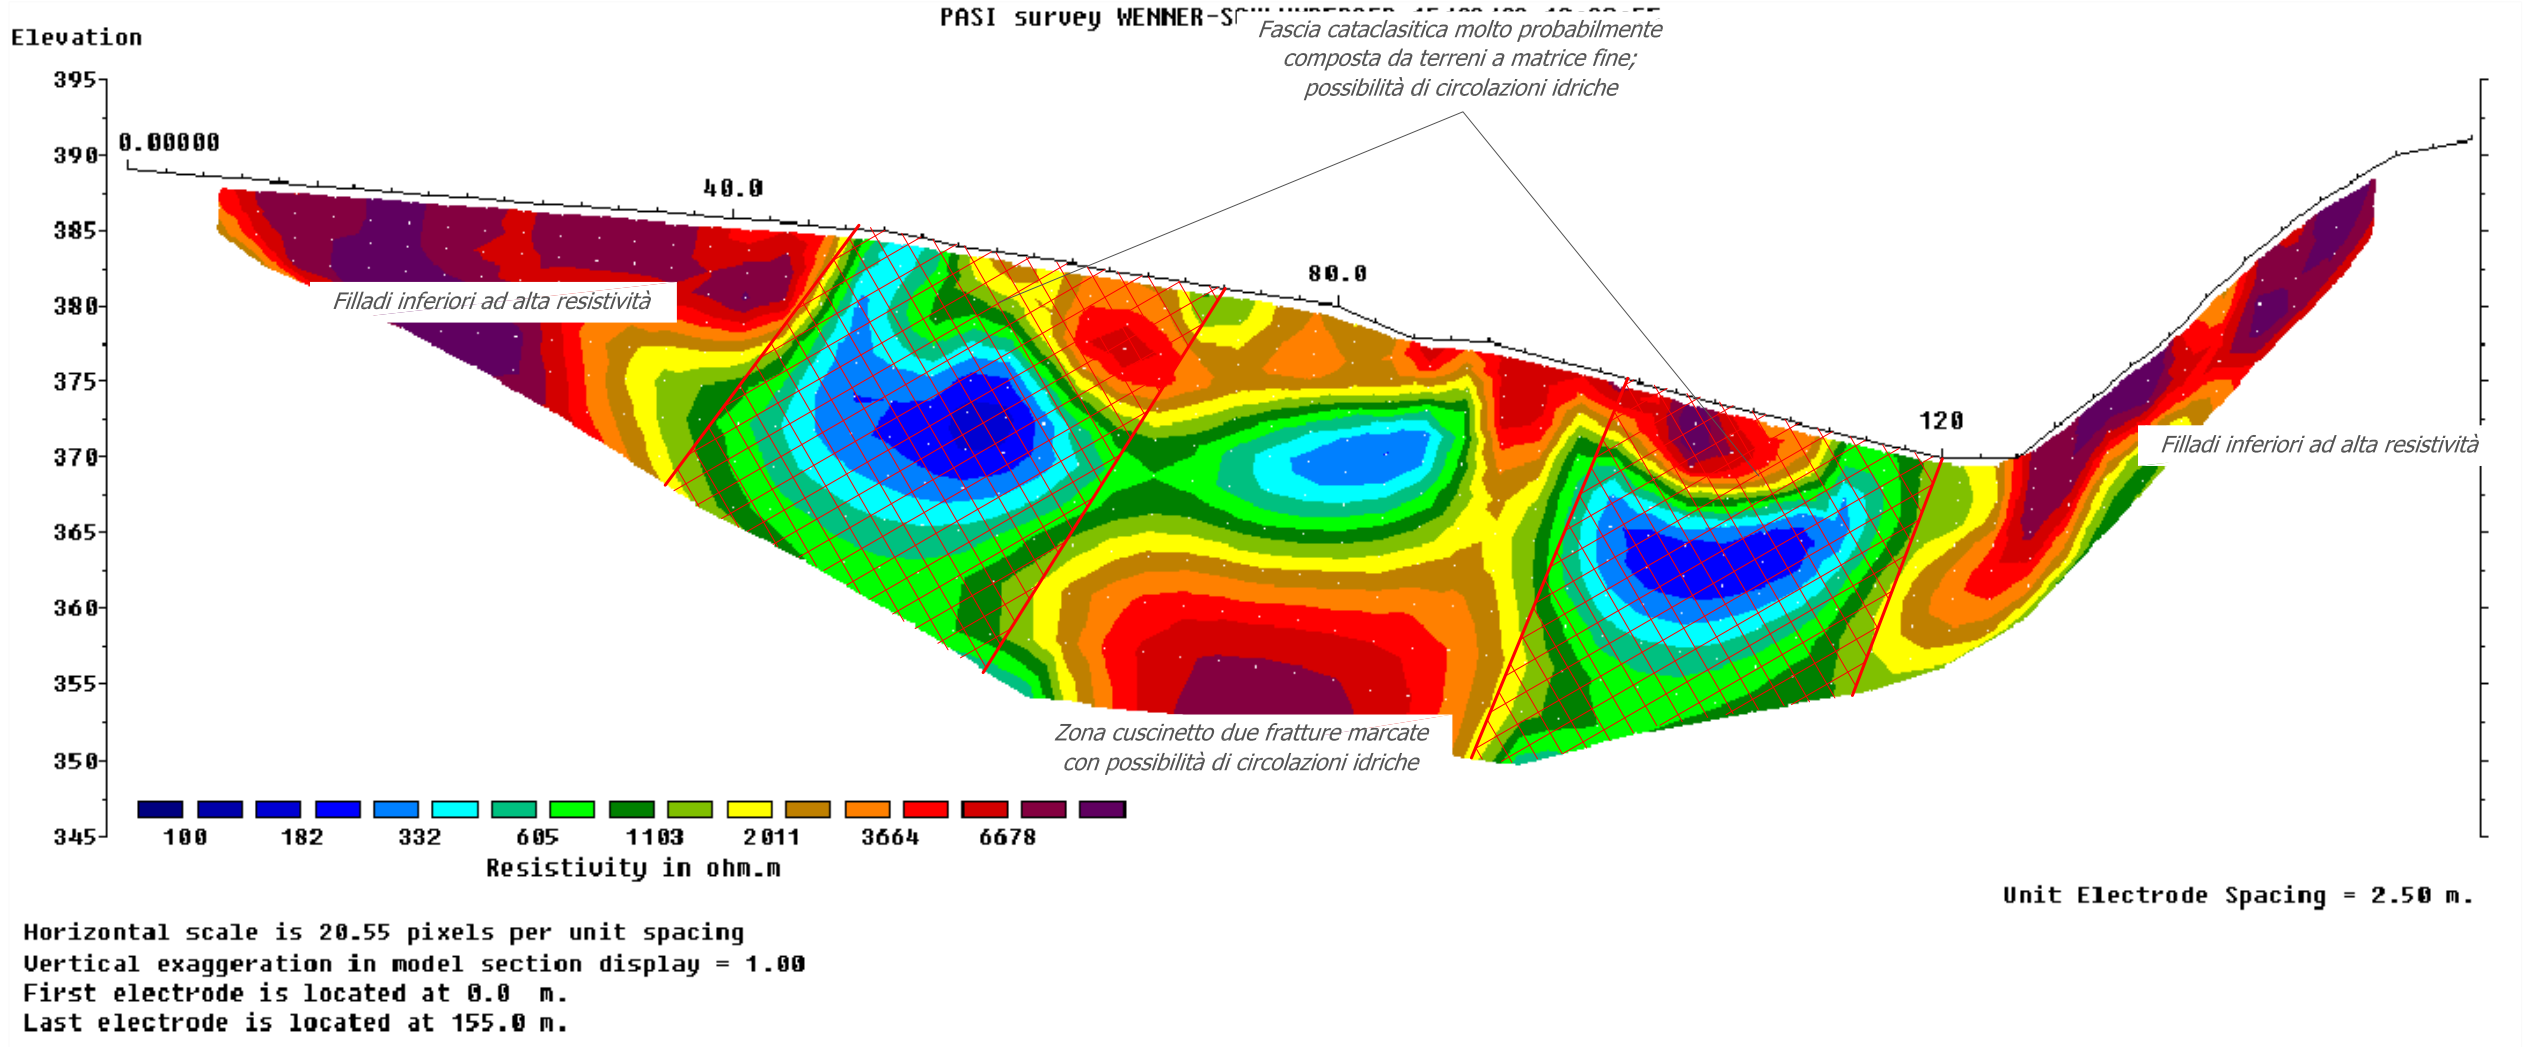 PASI survey WENNER-
Elevation
Fascia cataclasitica molto probabilmente
composta da terreni a matrice fine;
possibilità di circolazioni idriche
395
390
385
380
375
370
365
360
355
350
345
0.00000
40.0
80.0
120
Filladi inferiori ad alta resistività
Filladi inferiori ad alta resistività
Zona cuscinetto due fratture marcate
con possibilità di circolazioni idriche
100 182 332 605 1103 2011 3664 6678
Resistivity in ohm.m
Unit Electrode Spacing = 2.50 m.
Horizontal scale is 20.55 pixels per unit spacing
Vertical exaggeration in model section display = 1.00
First electrode is located at 0.0 m.
Last electrode is located at 155.0 m.